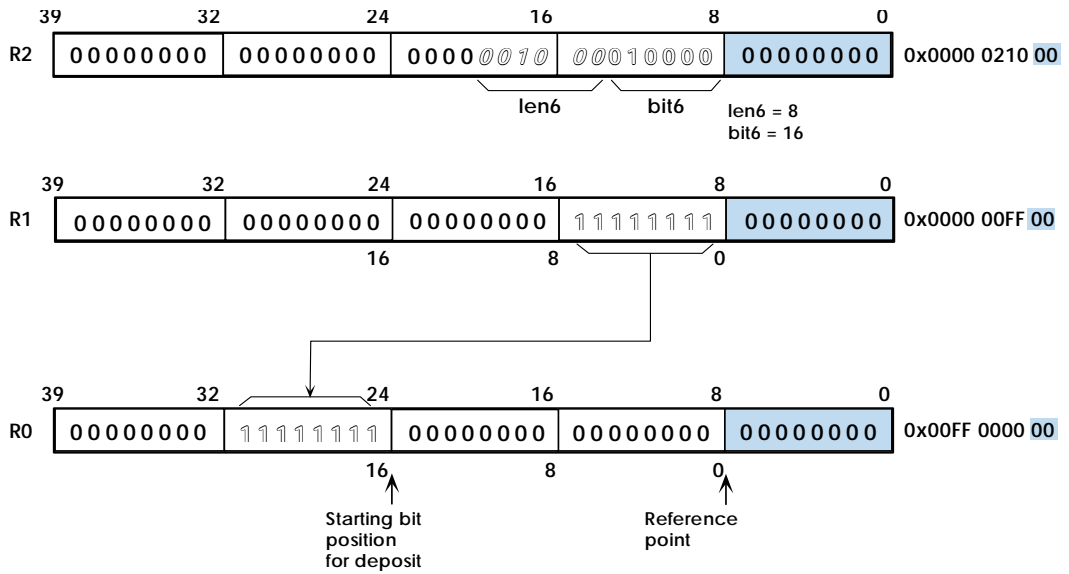 39 32 24 16 8 0
R2 00000000 00000000 00000010 00010000 00000000 0x0000 0210 00
len6 bit6 len6 = 8
bit6 = 16
39 32 24 16 8 0
R1 00000000 00000000 00000000 11111111 00000000 0x0000 00FF 00
16 8 0
39 32 24 16 8 0
R0 00000000 11111111 00000000 00000000 00000000 0x00FF 0000 00
16 8 0
Starting bit Reference
position point
for deposit